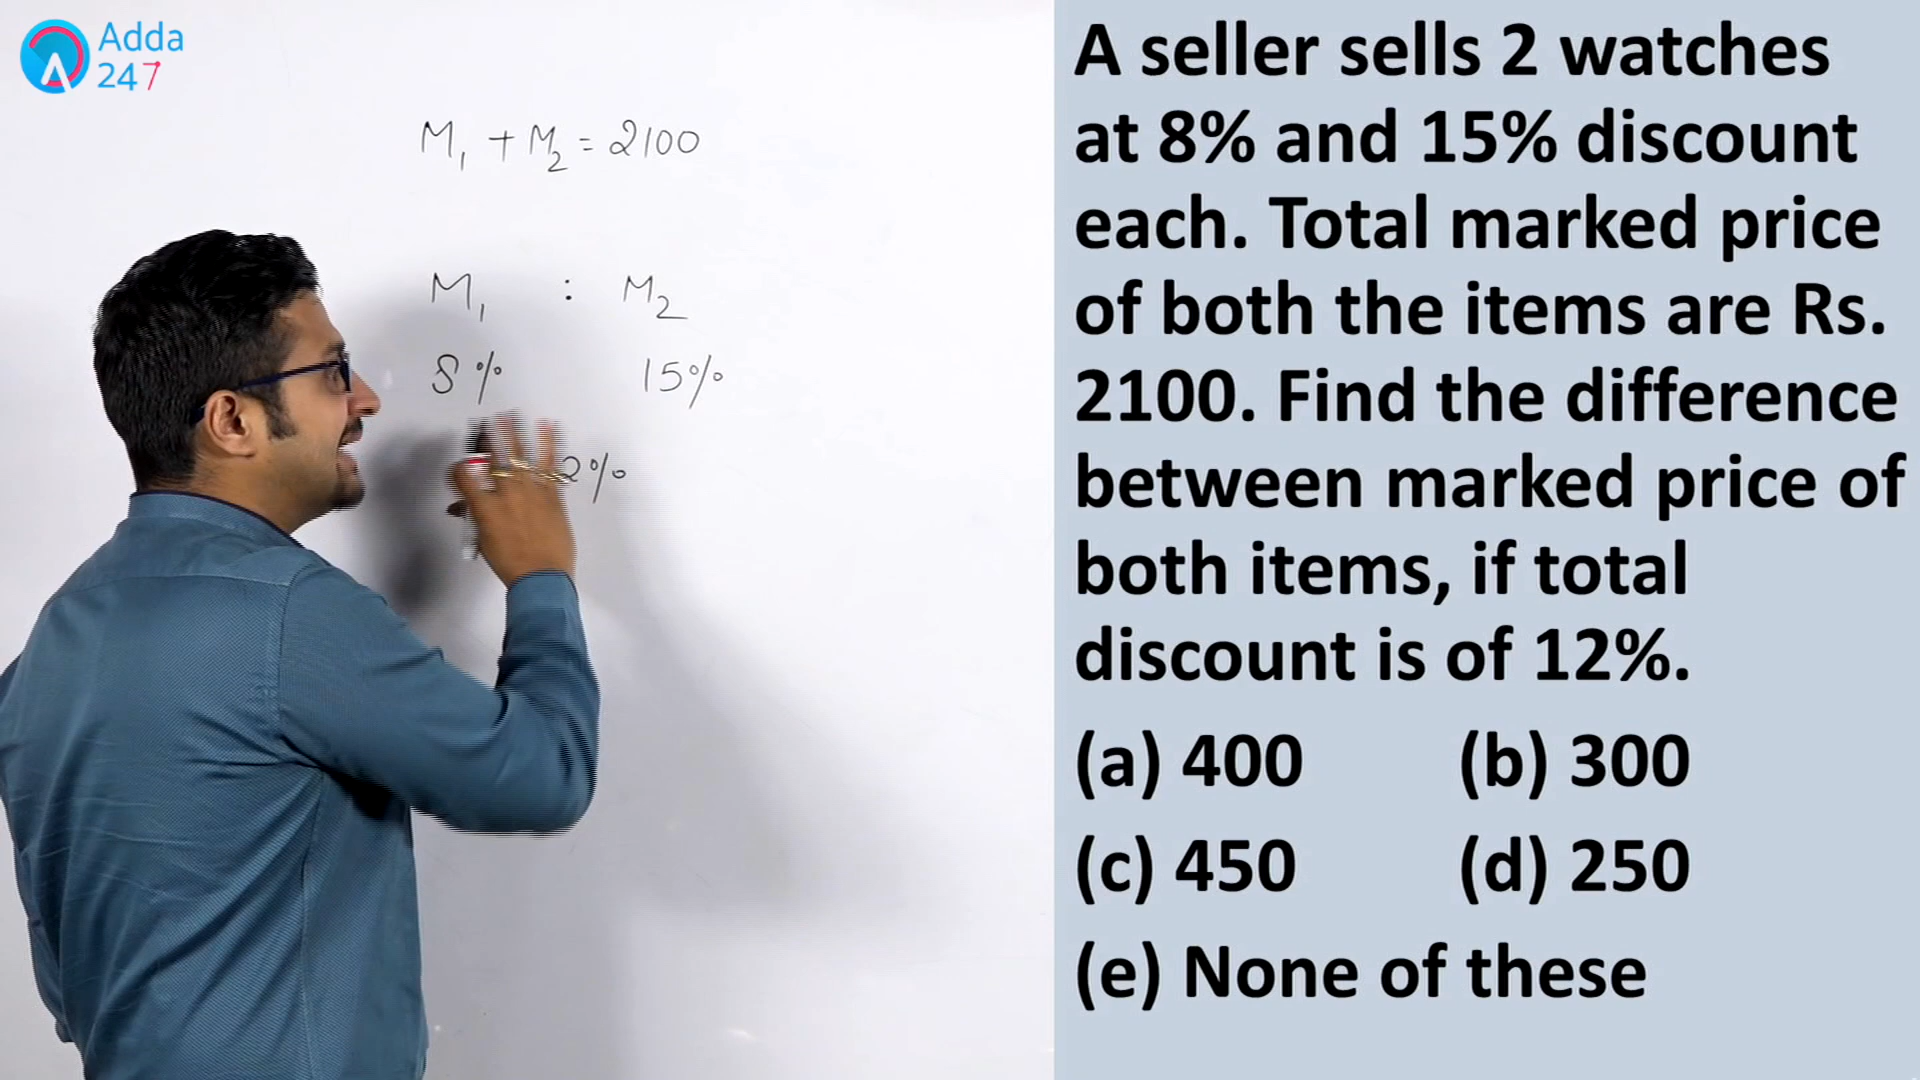 Adda
247
M₁ + M₂ = 2100
M₁ : M₂
8% 15%
2%
A seller sells 2 watches
at 8% and 15% discount
each. Total marked price
of both the items are Rs.
2100. Find the difference
between marked price of
both items, if total
discount is of 12%.
(a) 400 (b) 300
(c) 450 (d) 250
(e) None of these